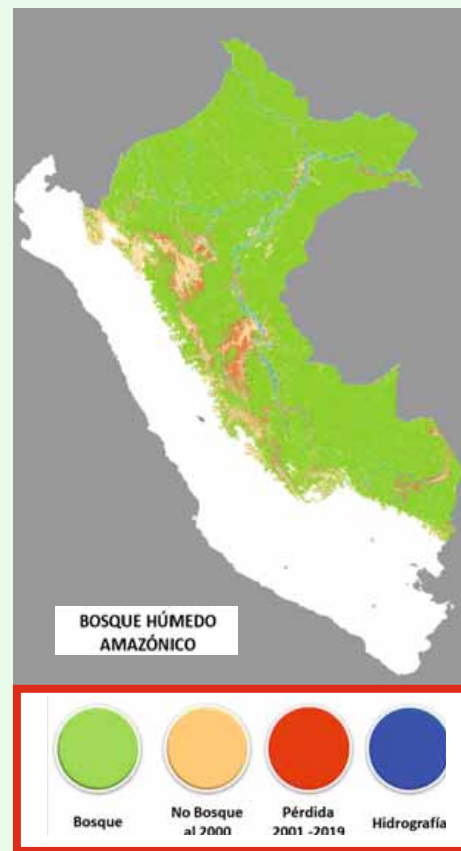 BOSQUE HÚMEDO
AMAZÓNICO
Bosque
No Bosque
al 2000
Pérdida
2001 -2019
Hidrografía